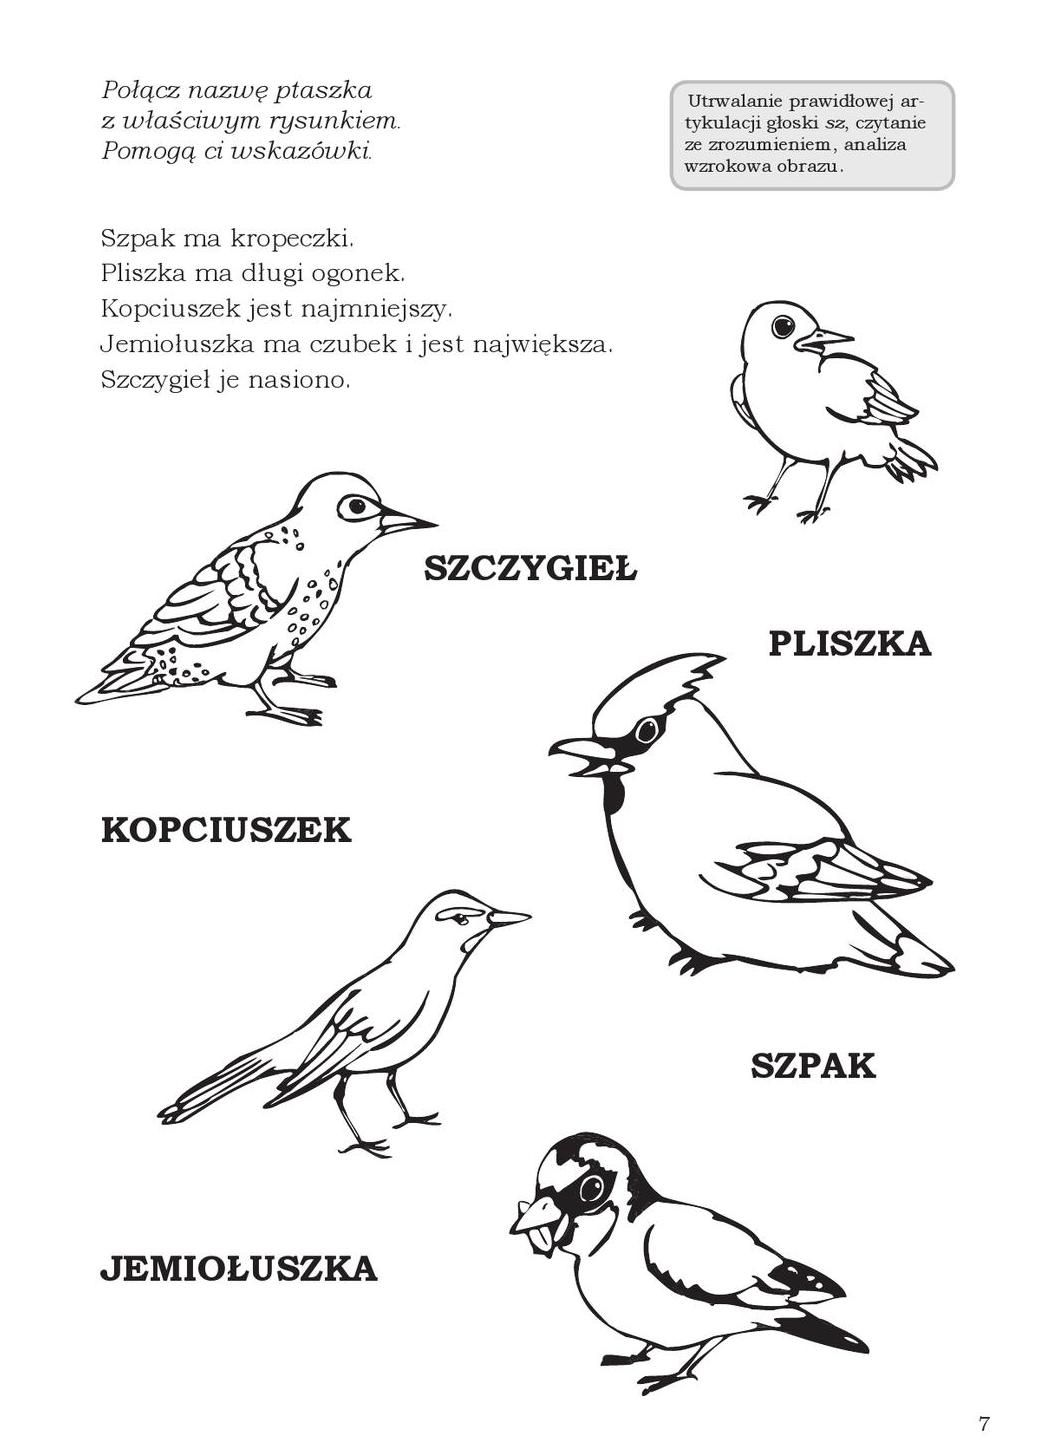 Połącz nazwę ptaszka
z właściwym rysunkiem.
Pomogą ci wskazówki.
Utrwalanie prawidłowej ar-
tykulacji głoski sz, czytanie
ze zrozumieniem, analiza
wzrokowa obrazu.
Szpak ma kropeczki.
Pliszka ma długi ogonek.
Kopciuszek jest najmniejszy.
Jemiołuszka ma czubek i jest największa.
Szczygieł je nasiono.
SZCZYGIEŁ
PLISZKA
KOPCIUSZEK
SZPAK
JEMIOŁUSZKA
7